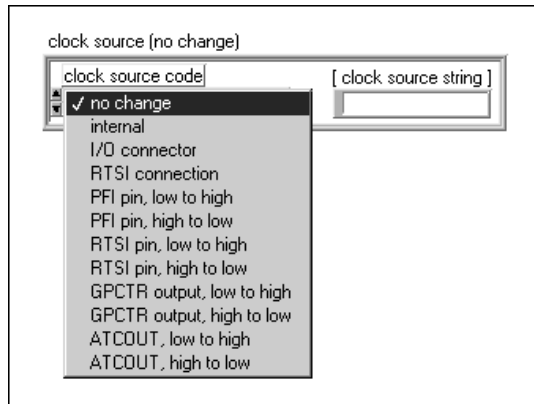 clock source (no change)
clock source code
[ clock source string ]
✓ no change
internal
I/O connector
RTSI connection
PFI pin, low to high
PFI pin, high to low
RTSI pin, low to high
RTSI pin, high to low
GPCTR output, low to high
GPCTR output, high to low
ATCOUT, low to high
ATCOUT, high to low